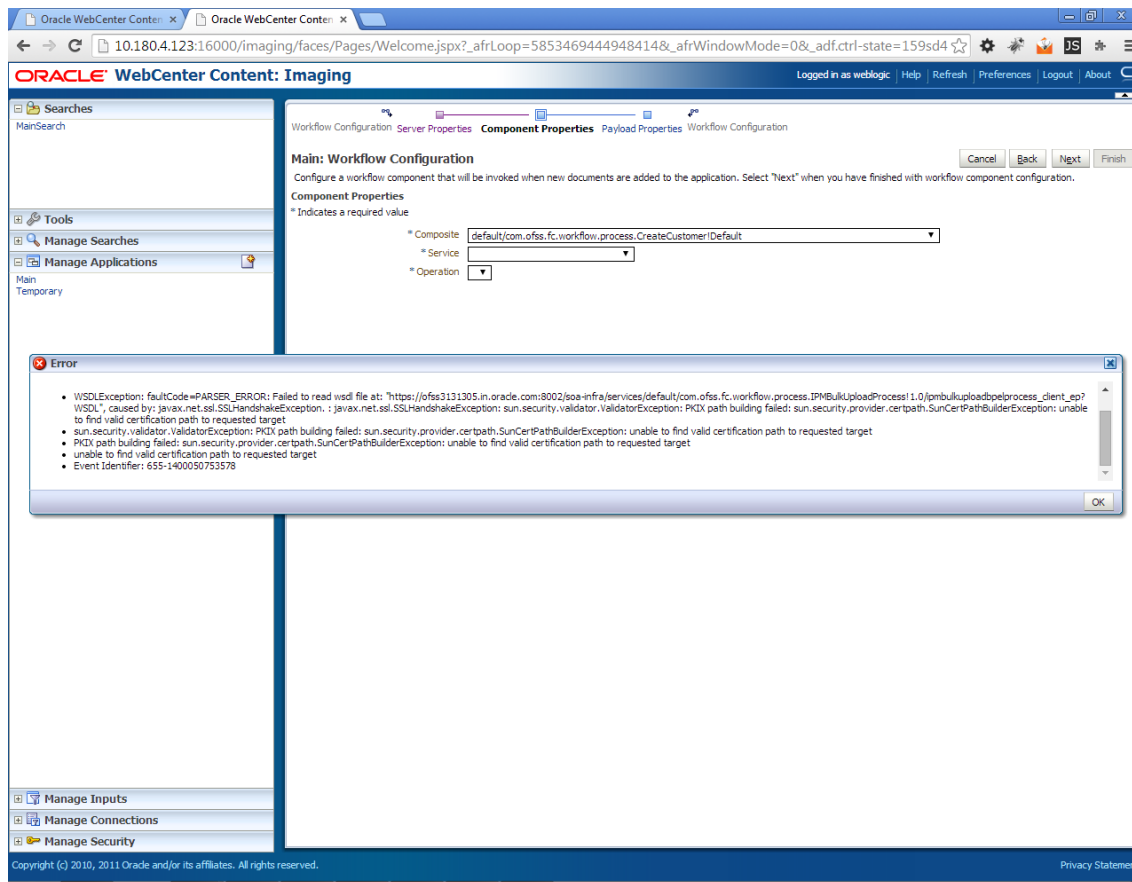 Oracle WebCenter Conten ×
Oracle WebCenter Conten ×
10.180.4.123:16000/imaging/faces/Pages/Welcome.jspx?_afrLoop=5853469444948414&_afrWindowMode=0&_adf.ctrl-state=159sd4
JS
ORACLE WebCenter Content: Imaging
Logged in as weblogic | Help | Refresh | Preferences | Logout | About
Searches
MainSearch
Tools
Manage Searches
Manage Applications
Main
Temporary
Workflow Configuration Server Properties Component Properties Payload Properties Workflow Configuration
Main: Workflow Configuration
Cancel Back Next Finish
Configure a workflow component that will be invoked when new documents are added to the application. Select "Next" when you have finished with workflow component configuration.
Component Properties
* Indicates a required value
* Composite default/com.ofss.fc.workflow.process.CreateCustomer!Default
* Service
* Operation
Error
• WSDLException: faultCode=PARSER_ERROR: Failed to read wsdl file at: "https://ofss3131305.in.oracle.com:8002/soa-infra/services/default/com.ofss.fc.workflow.process.IPMBulkUploadProcess!1.0/ipmbulkuploadbpelprocess_client_ep?
WSDL", caused by: javax.net.ssl.SSLHandshakeException. : javax.net.ssl.SSLHandshakeException: sun.security.validator.ValidatorException: PKIX path building failed: sun.security.provider.certpath.SunCertPathBuilderException: unable
to find valid certification path to requested target
• sun.security.validator.ValidatorException: PKIX path building failed: sun.security.provider.certpath.SunCertPathBuilderException: unable to find valid certification path to requested target
• PKIX path building failed: sun.security.provider.certpath.SunCertPathBuilderException: unable to find valid certification path to requested target
• unable to find valid certification path to requested target
• Event Identifier: 655-1400050753578
OK
Manage Inputs
Manage Connections
Manage Security
Copyright (c) 2010, 2011 Oracle and/or its affiliates. All rights reserved.
Privacy Stateme